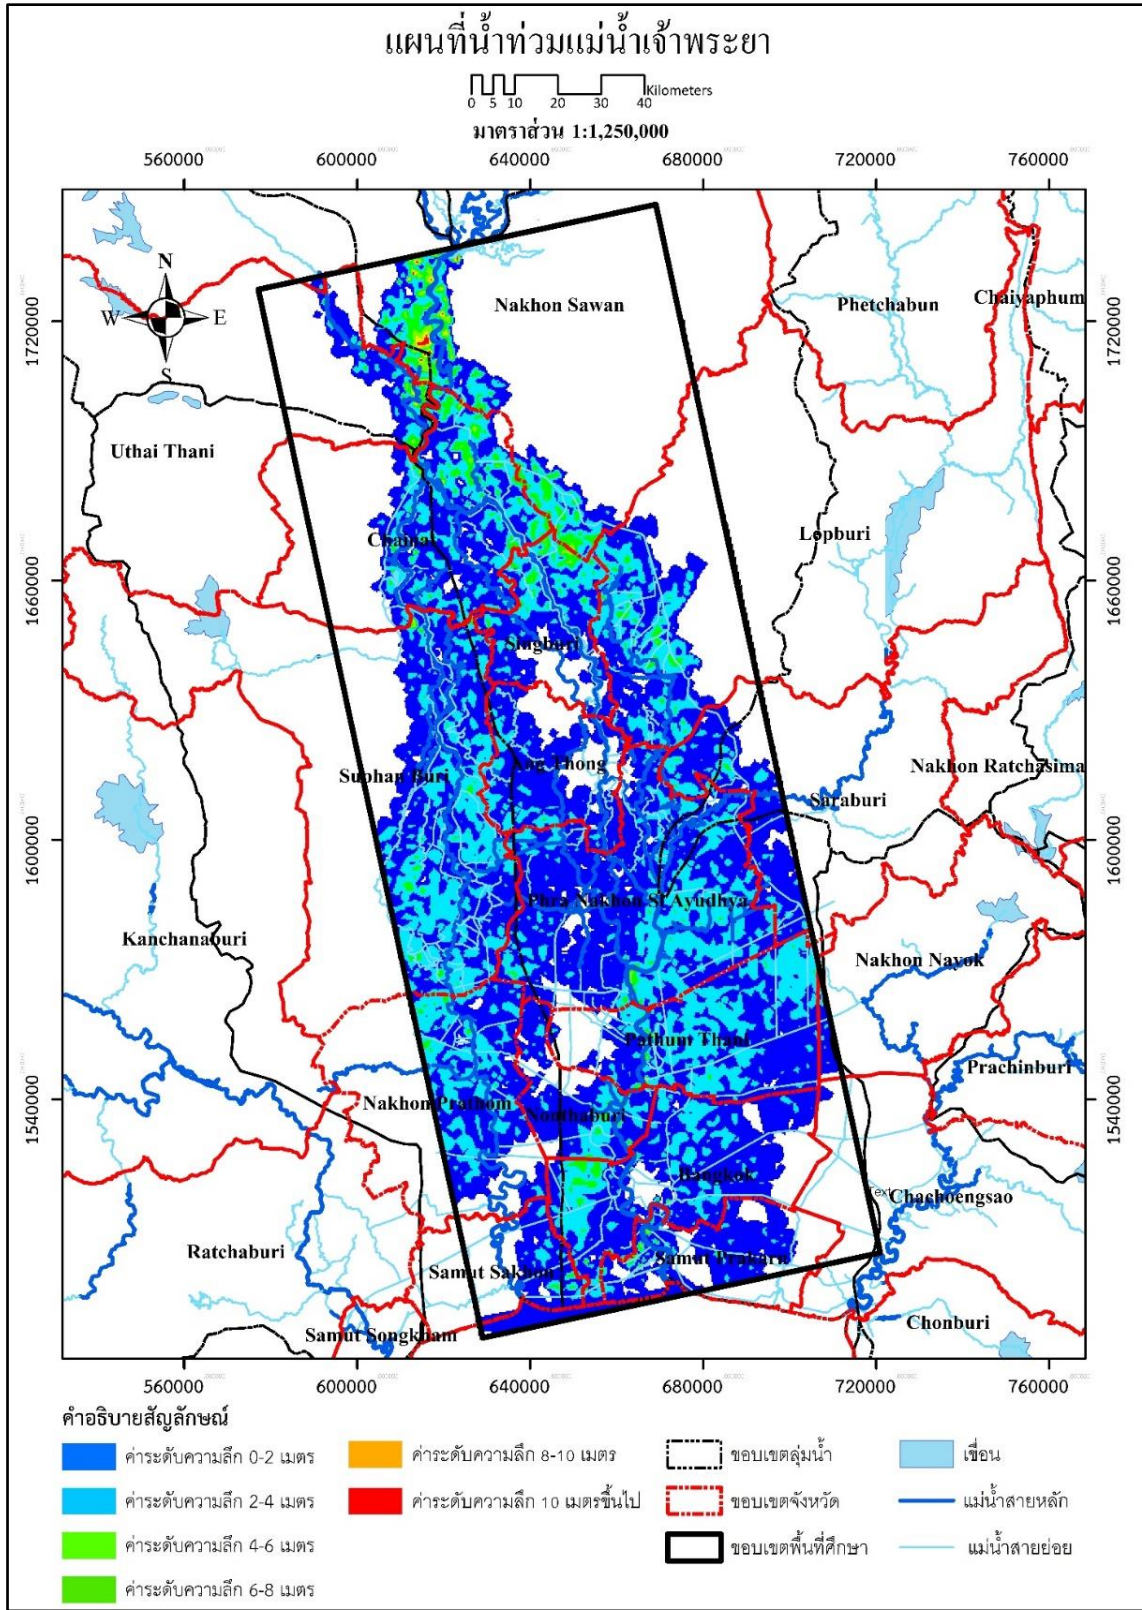 แผนที่น้ำท่วมแม่น้ำเจ้าพระยา
Kilometers
0 5 10 20 30 40
มาตราส่วน 1:1,250,000
560000 600000 640000 680000 720000 760000
N
W E
S
1720000
1720000
Nakhon Sawan
Phetchabun
Chaiyaphum
Uthai Thani
Lopburi
Chainat
1660000
1660000
Singburi
Suphan Buri
Ang Thong
Nakhon Ratchasima
Saraburi
1600000
1600000
Phra Nakhon Si Ayudhya
Kanchanaburi
Nakhon Nayok
Pathum Thani
Prachinburi
1540000
1540000
Nakhon Prathom
Nonthaburi
Bangkok
Text
Chachoengsao
Ratchaburi
Samut Sakhon
Samut Prakarn
Samut Songkham
Chonburi
560000 600000 640000 680000 720000 760000
คำอธิบายสัญลักษณ์
ค่าระดับความลึก 0-2 เมตร
ค่าระดับความลึก 2-4 เมตร
ค่าระดับความลึก 4-6 เมตร
ค่าระดับความลึก 6-8 เมตร
ค่าระดับความลึก 8-10 เมตร
ค่าระดับความลึก 10 เมตรขึ้นไป
ขอบเขตลุ่มน้ำ
ขอบเขตจังหวัด
ขอบเขตพื้นที่ศึกษา
เขื่อน
แม่น้ำสายหลัก
แม่น้ำสายย่อย